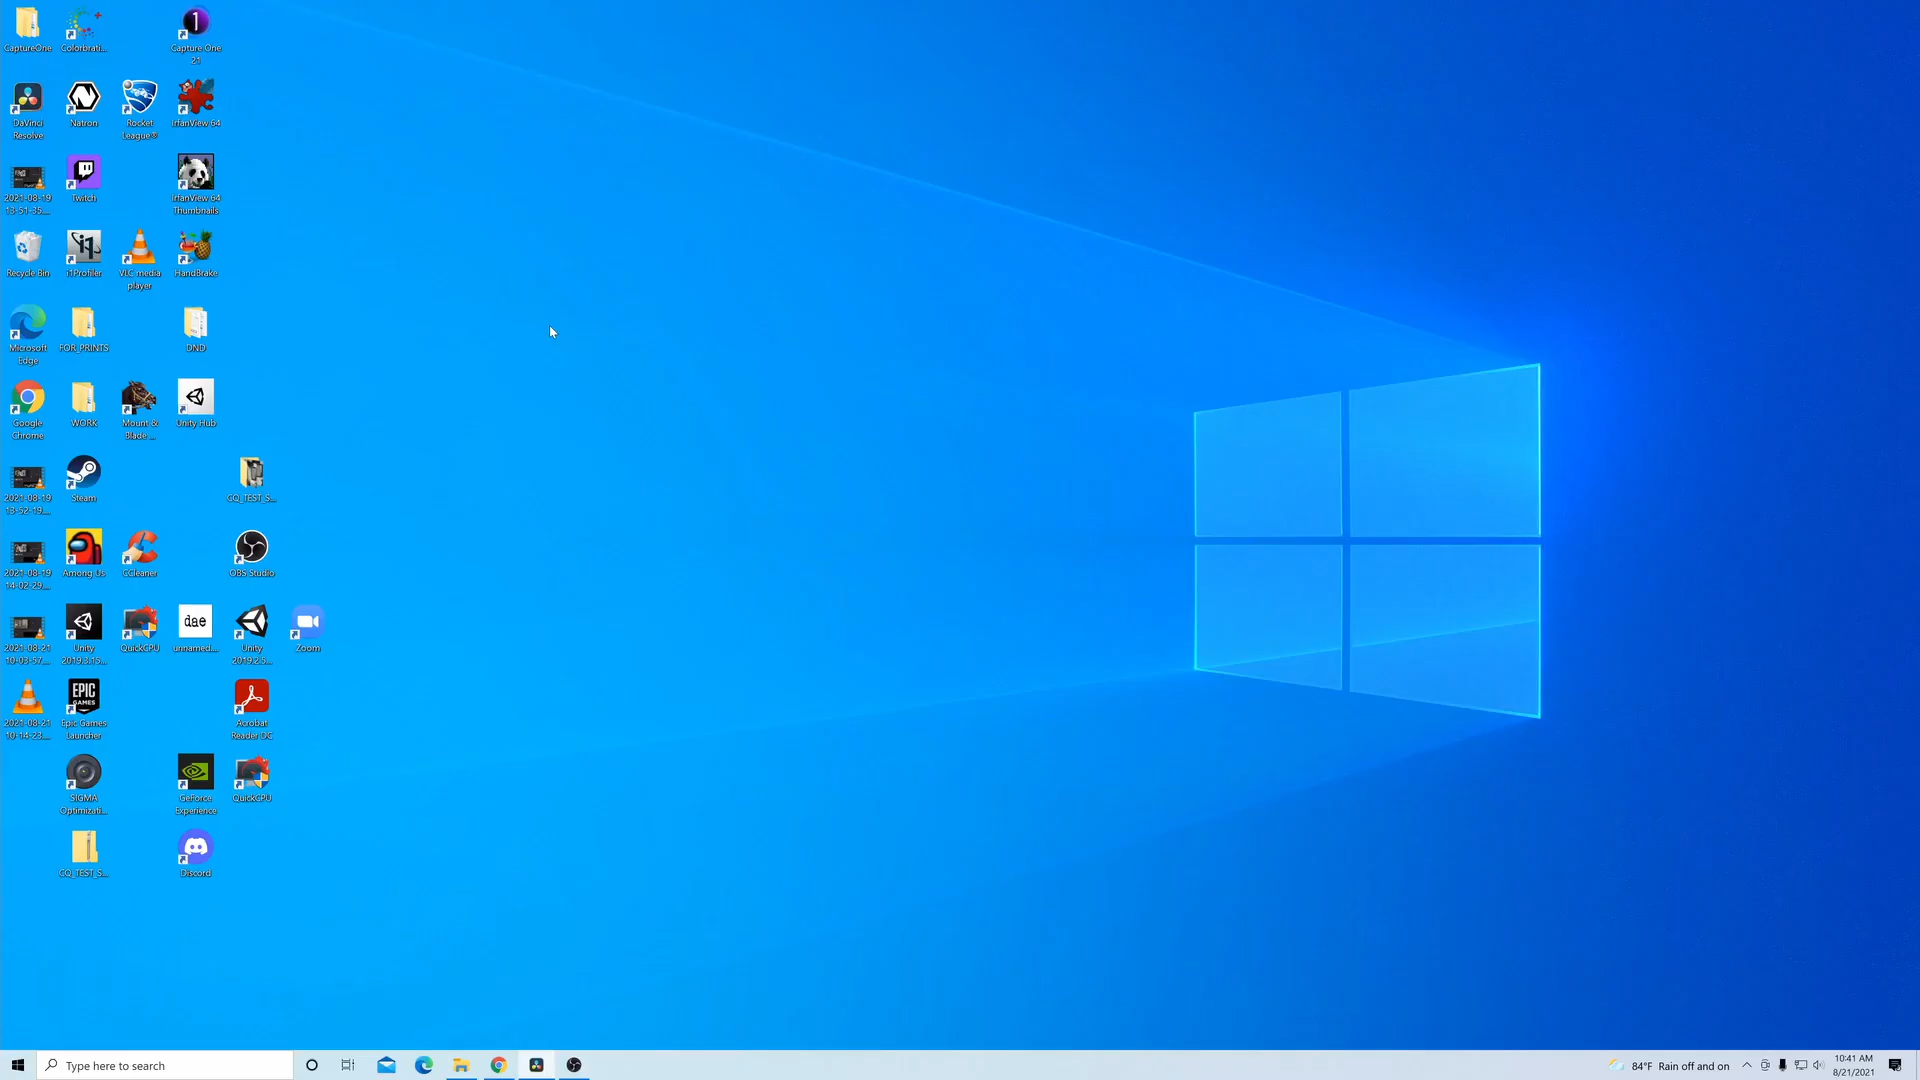 CaptureOne
Colorbrati...
Capture One
21
DaVinci
Resolve
Natron
Rocket
League®
IrfanView 64
2021-08-19
13-51-35....
Twitch
IrfanView 64
Thumbnails
Recycle Bin
i1Profiler
VLC media
player
HandBrake
Microsoft
Edge
FOR_PRINTS
DND
Google
Chrome
WORK
Mount &
Blade ...
Unity Hub
2021-08-19
13-52-19....
Steam
CQ_TEST_S...
2021-08-19
14-02-29....
Among Us
CCleaner
OBS Studio
2021-08-21
10-03-57....
Unity
2019.3.15...
QuickCPU
dae
unnamed...
Unity
2019.2.5...
Zoom
2021-08-21
10-14-23....
EPIC
GAMES
Epic Games
Launcher
Acrobat
Reader DC
SIGMA
Optimizati...
GeForce
Experience
QuickCPU
CQ_TEST_S...
Discord
Type here to search
84°F Rain off and on
10:41 AM
8/21/2021